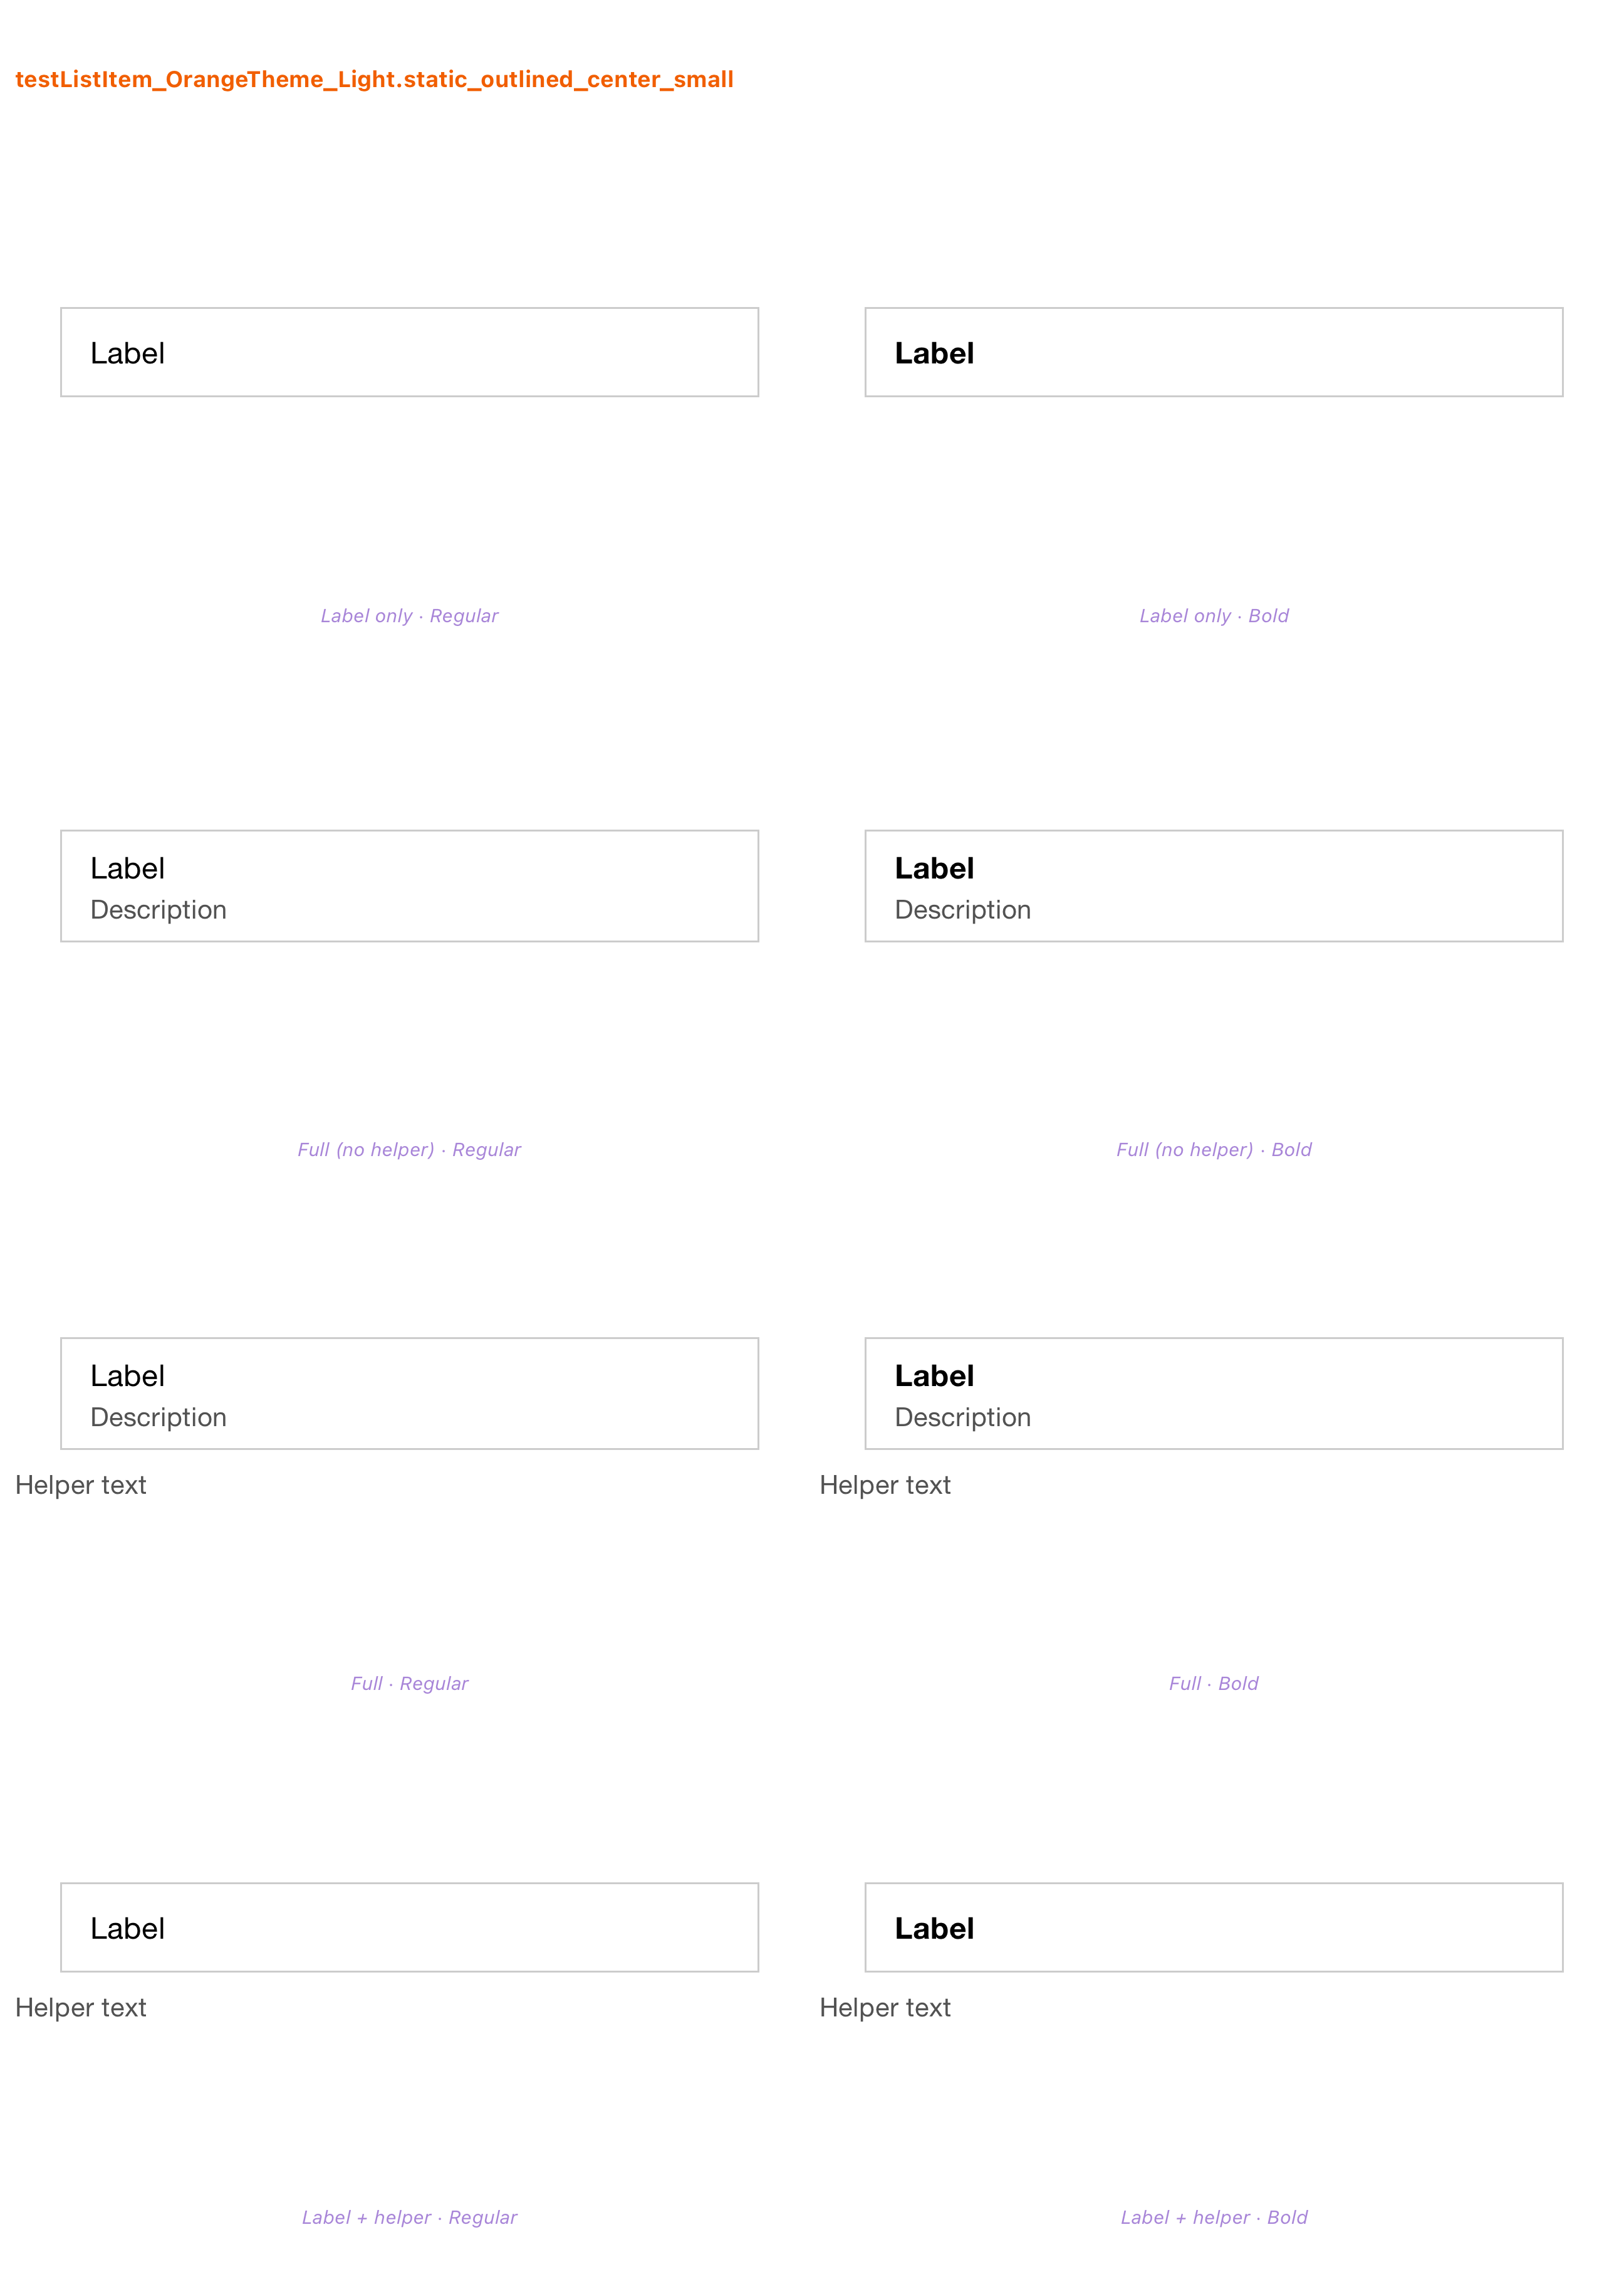 testListItem_OrangeTheme_Light.static_outlined_center_small
Label
Label
Label only · Regular
Label only · Bold
Label
Description
Label
Description
Full (no helper) · Regular
Full (no helper) · Bold
Label
Description
Helper text
Label
Description
Helper text
Full · Regular
Full · Bold
Label
Helper text
Label
Helper text
Label + helper · Regular
Label + helper · Bold